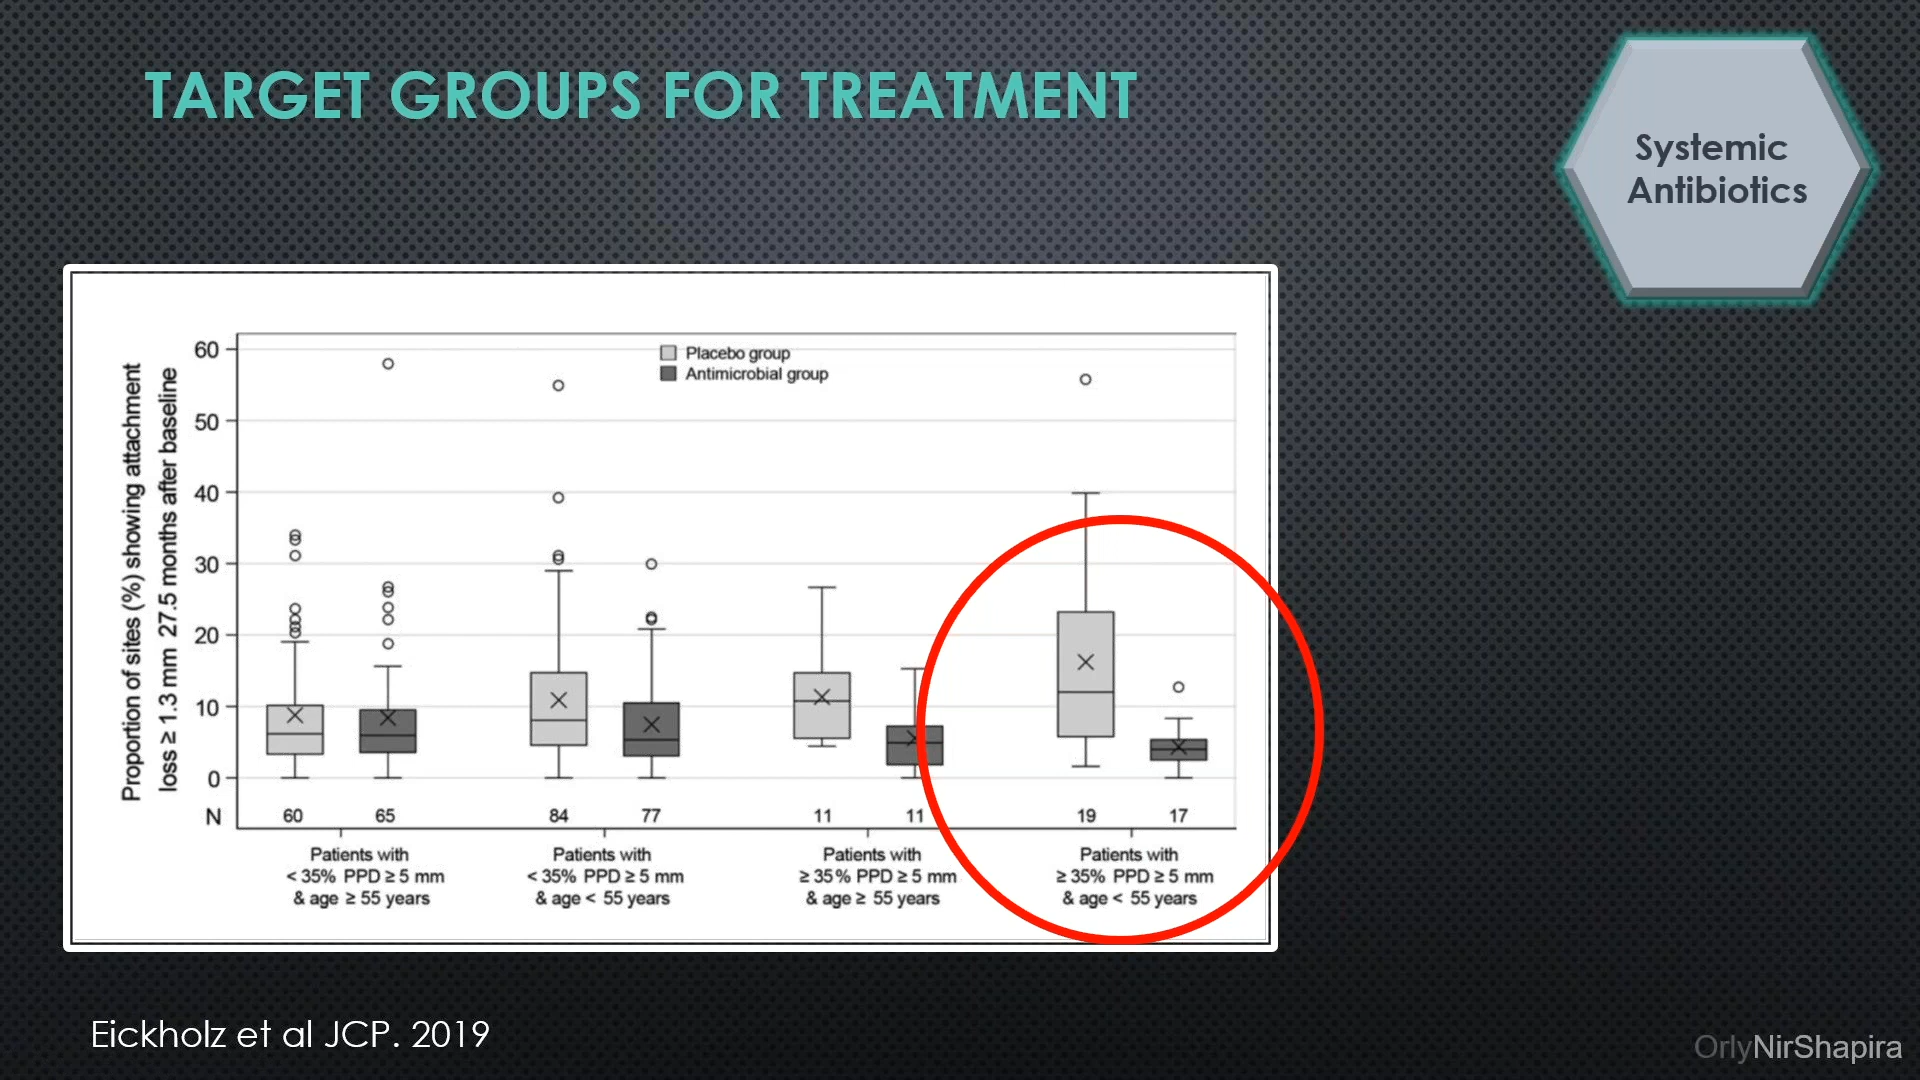 TARGET GROUPS FOR TREATMENT
Systemic
Antibiotics
Proportion of sites (%) showing attachment
loss ≥ 1.3 mm 27.5 months after baseline
60
50
40
30
20
10
0
Placebo group
Antimicrobial group
N
60 65 84 77 11 11 19 17
Patients with
< 35% PPD ≥ 5 mm
& age ≥ 55 years
Patients with
< 35% PPD ≥ 5 mm
& age < 55 years
Patients with
≥ 35% PPD ≥ 5 mm
& age ≥ 55 years
Patients with
≥ 35% PPD ≥ 5 mm
& age < 55 years
Eickholz et al JCP. 2019
OrlyNirShapira